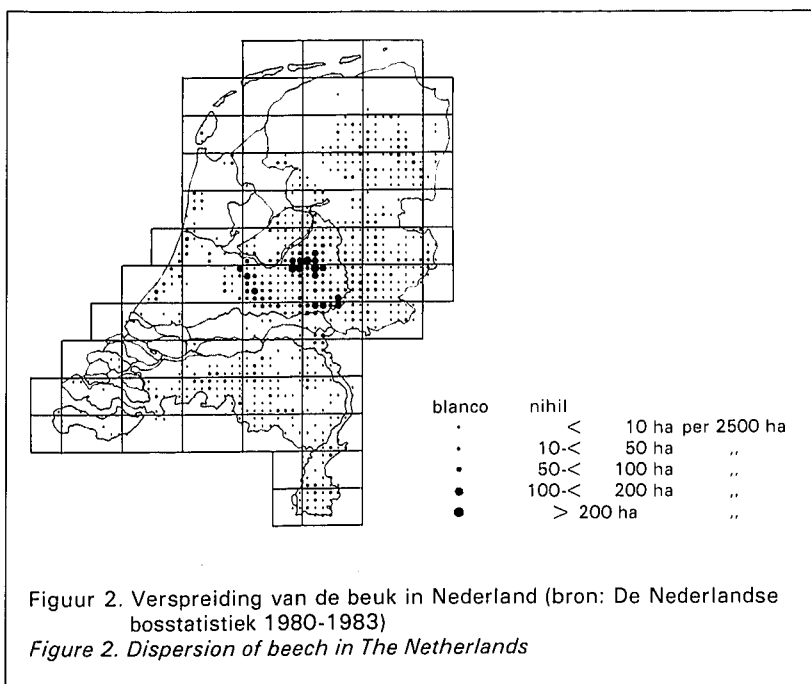 blanco nihil
< 10 ha per 2500 ha
10-< 50 ha ,,
50-< 100 ha ,,
100-< 200 ha ,,
> 200 ha ,,
Figuur 2. Verspreiding van de beuk in Nederland (bron: De Nederlandse
bosstatistiek 1980-1983)
Figure 2. Dispersion of beech in The Netherlands